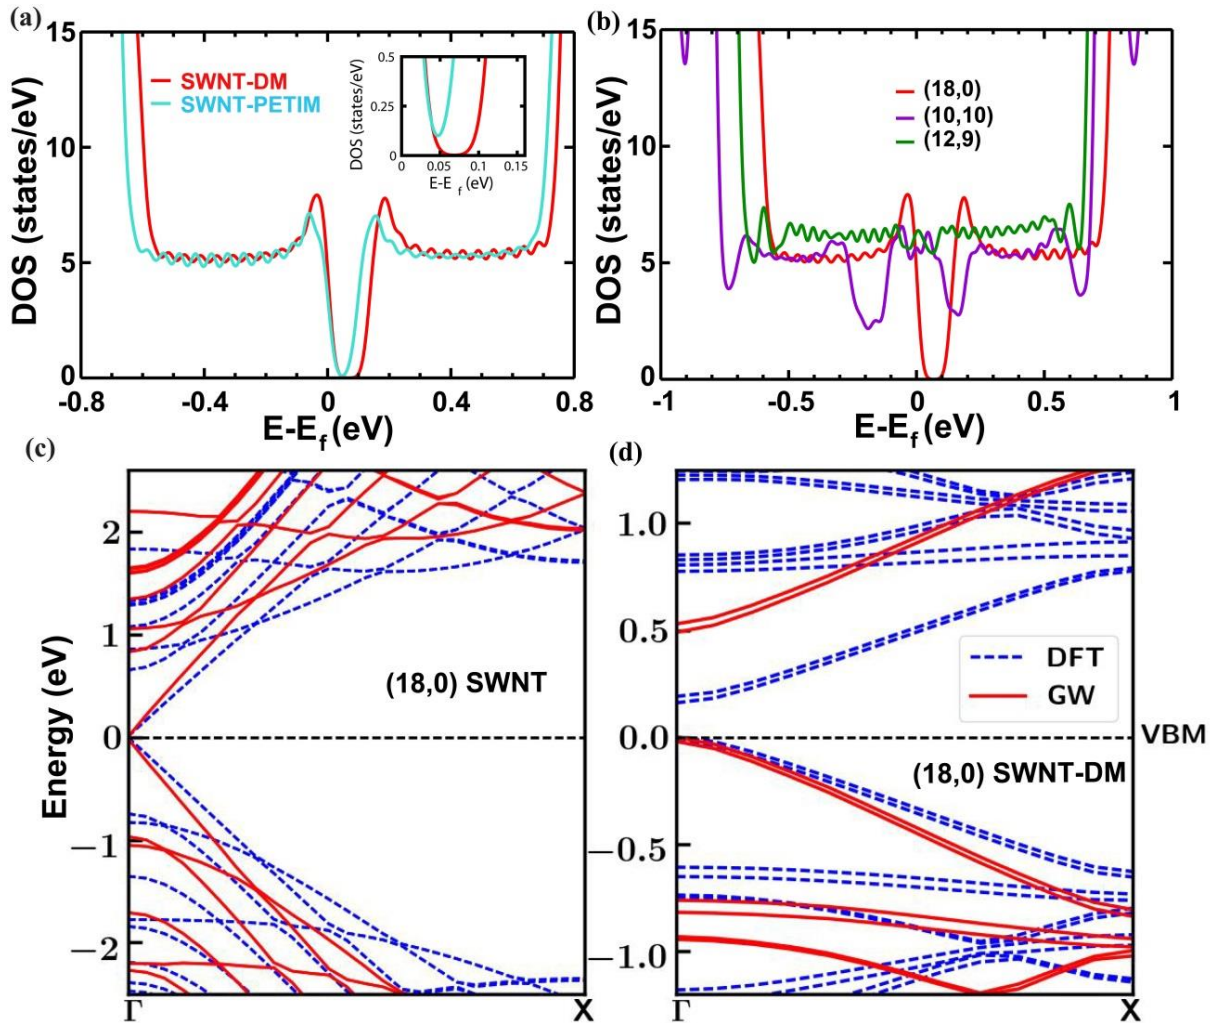 (a)
15
10
5
0
DOS (states/eV)
SWNT-DM
SWNT-PETIM
0.5
0.25
0
DOS (states/eV)
0
0.05
0.1
0.15
E-E_f (eV)
-0.8
-0.4
0
0.4
0.8
E-E_f (eV)
(b)
15
10
5
0
DOS (states/eV)
(18,0)
(10,10)
(12,9)
-1
-0.5
0
0.5
1
E-E_f (eV)
(c)
2
1
0
−1
−2
Energy (eV)
(18,0) SWNT
Γ
X
(d)
1.0
0.5
0.0
−0.5
−1.0
DFT
GW
VBM
(18,0) SWNT-DM
Γ
X